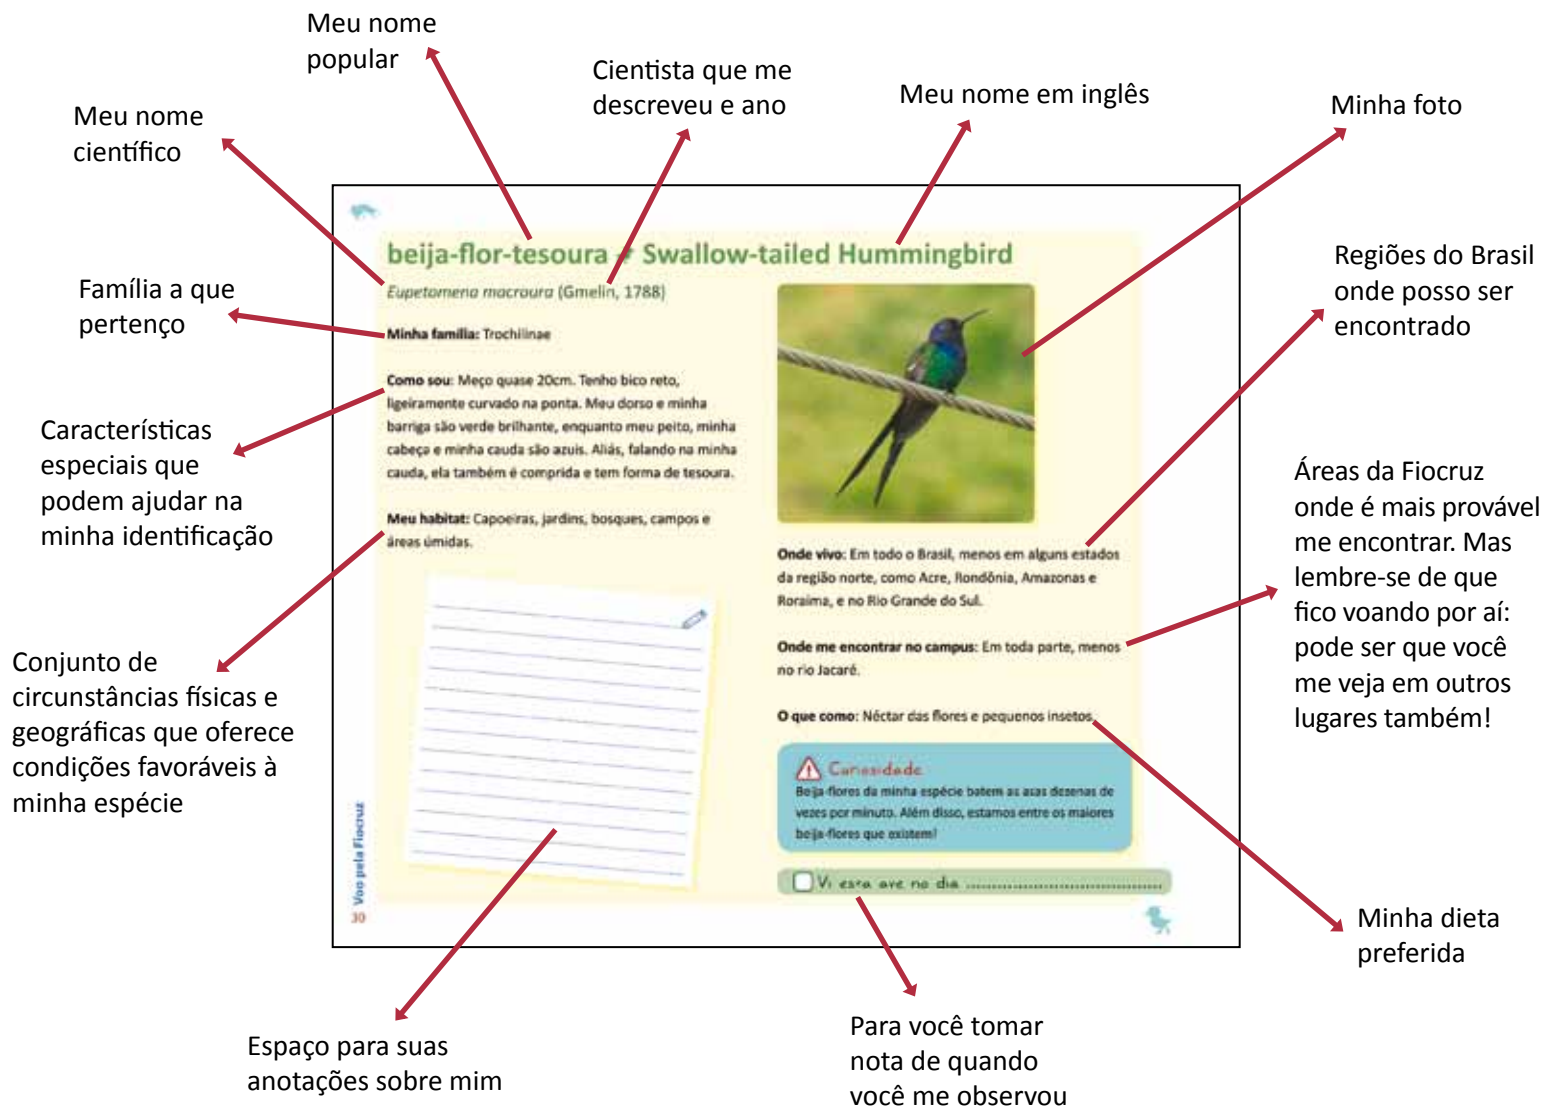 Meu nome
popular
Cientista que me
descreveu e ano
Meu nome em inglês
Minha foto
Meu nome
científico
Família a que
pertenço
Características
especiais que
podem ajudar na
minha identificação
Conjunto de
circunstâncias físicas e
geográficas que oferece
condições favoráveis à
minha espécie
beija-flor-tesoura Swallow-tailed Hummingbird
Eupetomena macroura (Gmelin, 1788)
Minha família: Trochilinae
Como sou: Meço quase 20cm. Tenho bico reto,
ligeiramente curvado na ponta. Meu dorso e minha
barriga são verde brilhante, enquanto meu peito, minha
cabeça e minha cauda são azuis. Aliás, falando na minha
cauda, ela também é comprida e tem forma de tesoura.
Meu habitat: Capoeiras, jardins, bosques, campos e
áreas úmidas.
Onde vivo: Em todo o Brasil, menos em alguns estados
da região norte, como Acre, Rondônia, Amazonas e
Roraima, e no Rio Grande do Sul.
Onde me encontrar no campus: Em toda parte, menos
no rio Jacaré.
O que como: Néctar das flores e pequenos insetos.
Curiosidade
Beija-flores da minha espécie batem as asas dezenas de
vezes por minuto. Além disso, estamos entre os maiores
beija-flores que existem!
Vi esta ave no dia ........................................
Voo pela Fiocruz
30
Regiões do Brasil
onde posso ser
encontrado
Áreas da Fiocruz
onde é mais provável
me encontrar. Mas
lembre-se de que
fico voando por aí:
pode ser que você
me veja em outros
lugares também!
Minha dieta
preferida
Espaço para suas
anotações sobre mim
Para você tomar
nota de quando
você me observou